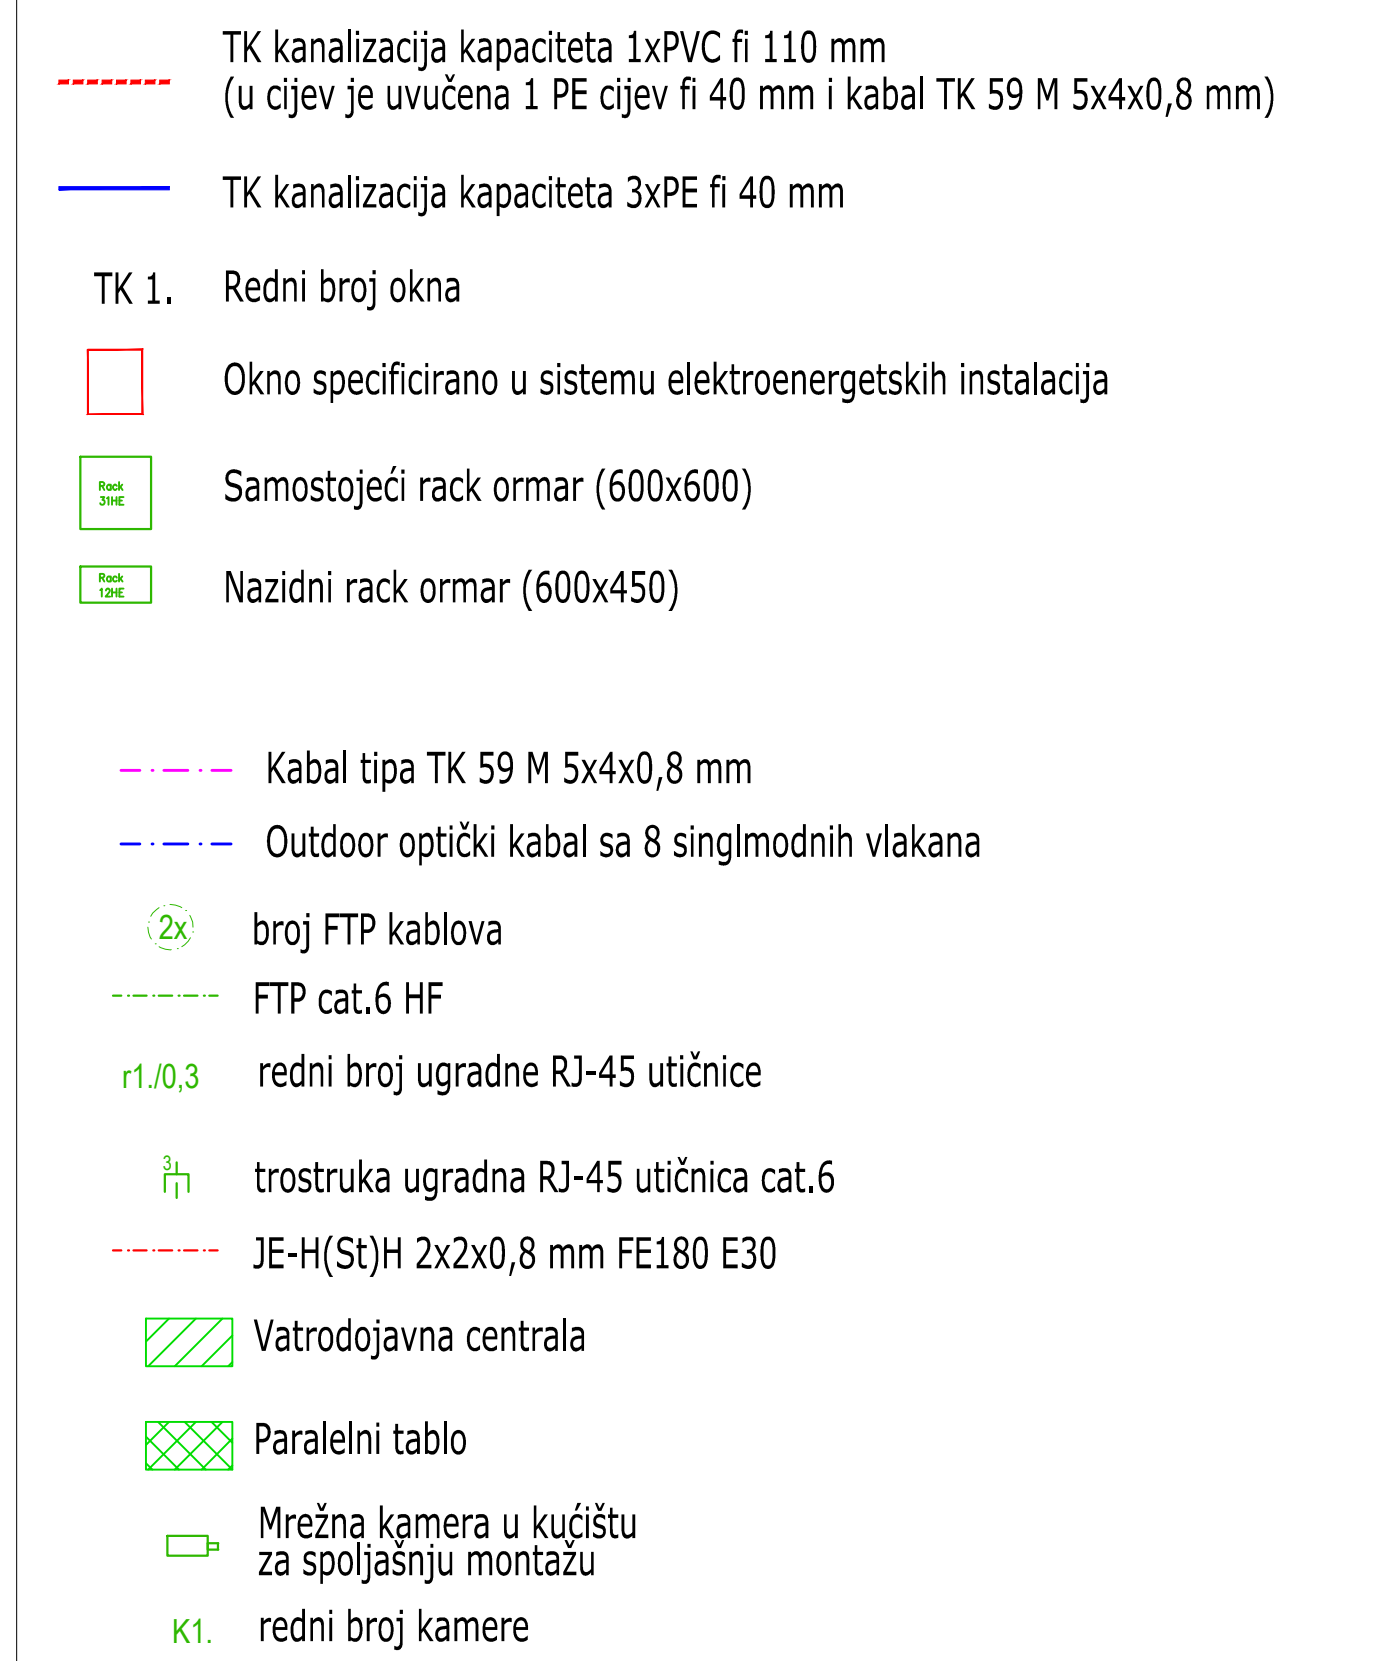 TK kanalizacija kapaciteta 1xPVC fi 110 mm
(u cijev je uvučena 1 PE cijev fi 40 mm i kabal TK 59 M 5x4x0,8 mm)
TK kanalizacija kapaciteta 3xPE fi 40 mm
TK 1. Redni broj okna
Okno specificirano u sistemu elektroenergetskih instalacija
Rack
31HE
Samostojeći rack ormar (600x600)
Rack
12HE
Nazidni rack ormar (600x450)
Kabal tipa TK 59 M 5x4x0,8 mm
Outdoor optički kabal sa 8 singlmodnih vlakana
2x broj FTP kablova
FTP cat.6 HF
r1./0,3 redni broj ugradne RJ-45 utičnice
3 trostruka ugradna RJ-45 utičnica cat.6
JE-H(St)H 2x2x0,8 mm FE180 E30
Vatrodojavna centrala
Paralelni tablo
Mrežna kamera u kućištu
za spoljašnju montažu
K1. redni broj kamere